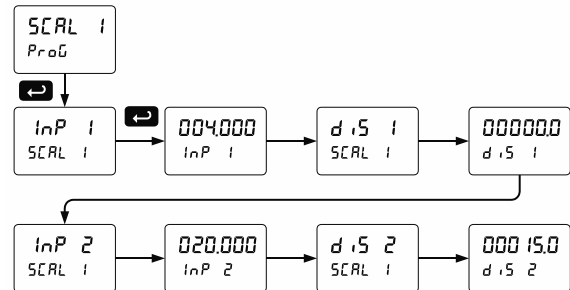 SCAL 1
ProG
InP 1
SCAL 1
004.000
InP 1
diS 1
SCAL 1
00000.0
diS 1
InP 2
SCAL 1
020.000
InP 2
diS 2
SCAL 1
00015.0
diS 2